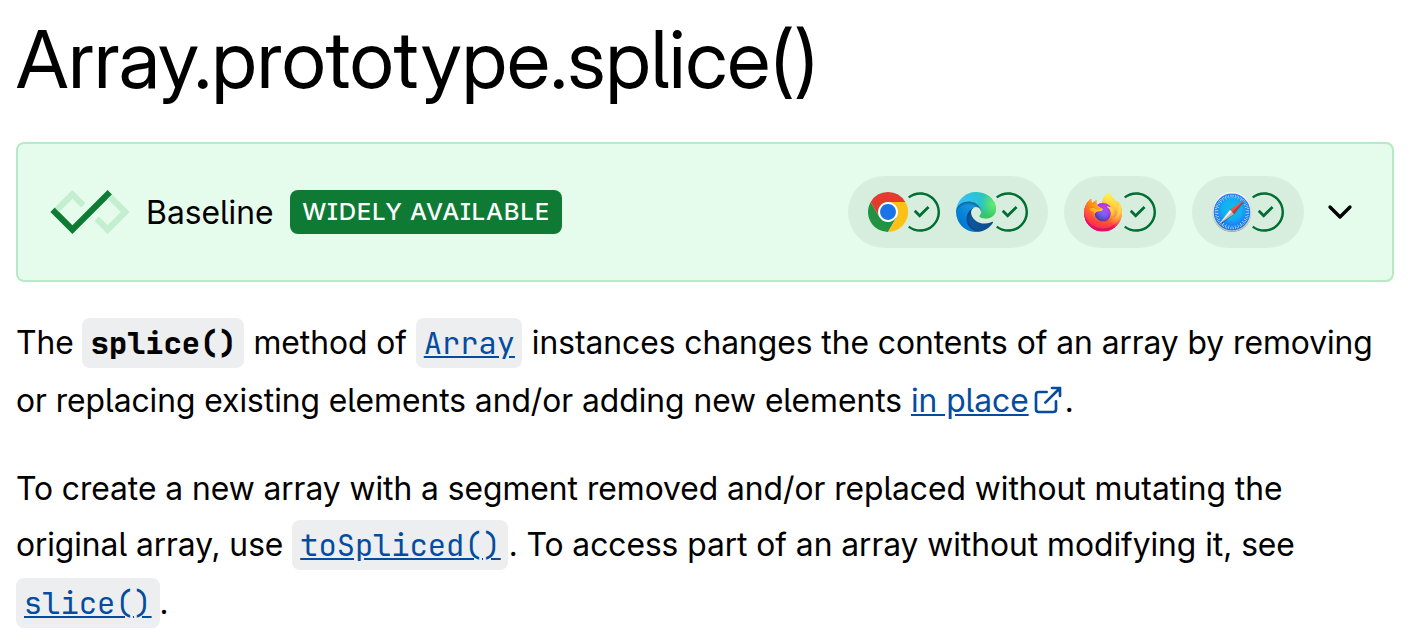 Array.prototype.splice()
Baseline WIDELY AVAILABLE
The splice() method of Array instances changes the contents of an array by removing
or replacing existing elements and/or adding new elements in place.
To create a new array with a segment removed and/or replaced without mutating the
original array, use toSpliced(). To access part of an array without modifying it, see
slice().